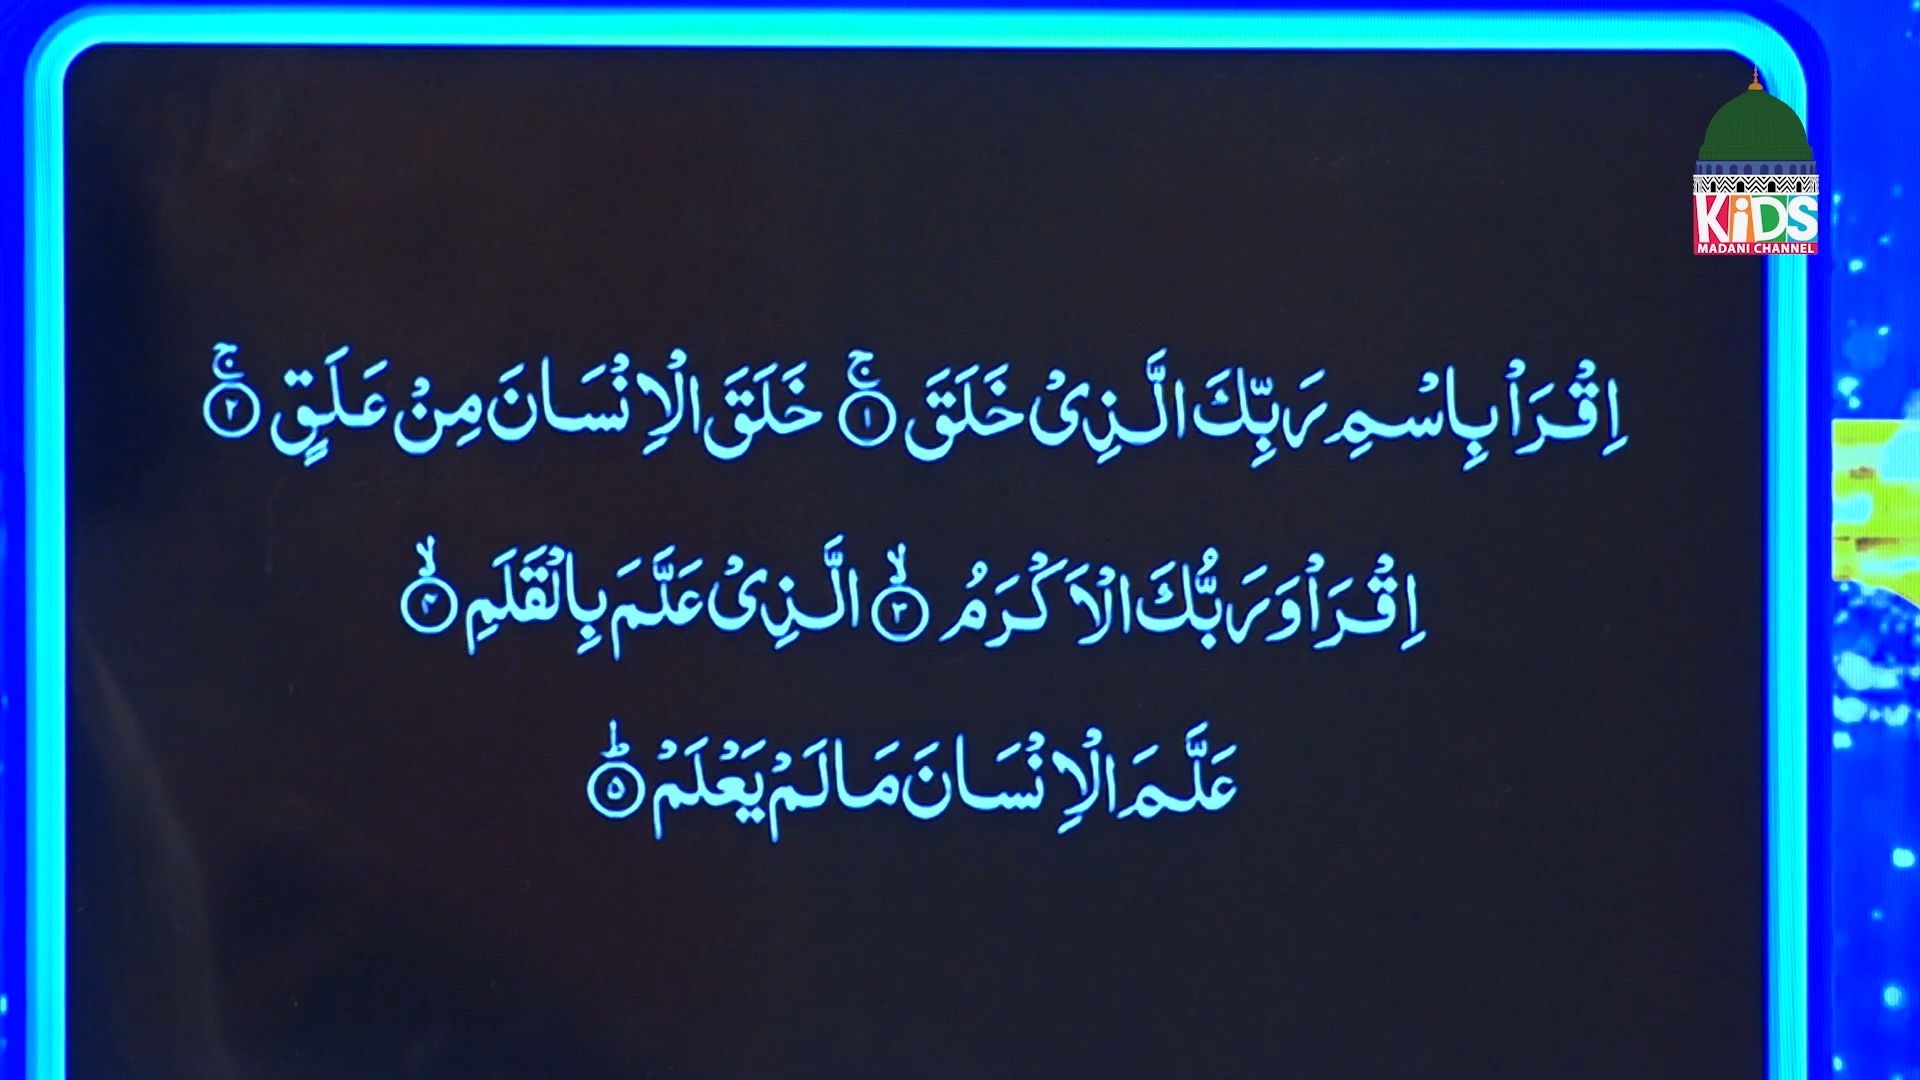 اِقْرَاْ بِاسْمِ رَبِّكَ الَّذِیْ خَلَقَۚ۝۱ خَلَقَ الْاِنْسَانَ مِنْ عَلَقٍۚ۝۲
اِقْرَاْ وَ رَبُّكَ الْاَكْرَمُۙ۝۳ الَّذِیْ عَلَّمَ بِالْقَلَمِۙ۝۴
عَلَّمَ الْاِنْسَانَ مَا لَمْ یَعْلَمْؕ۝۵
KiDS
MADANI CHANNEL